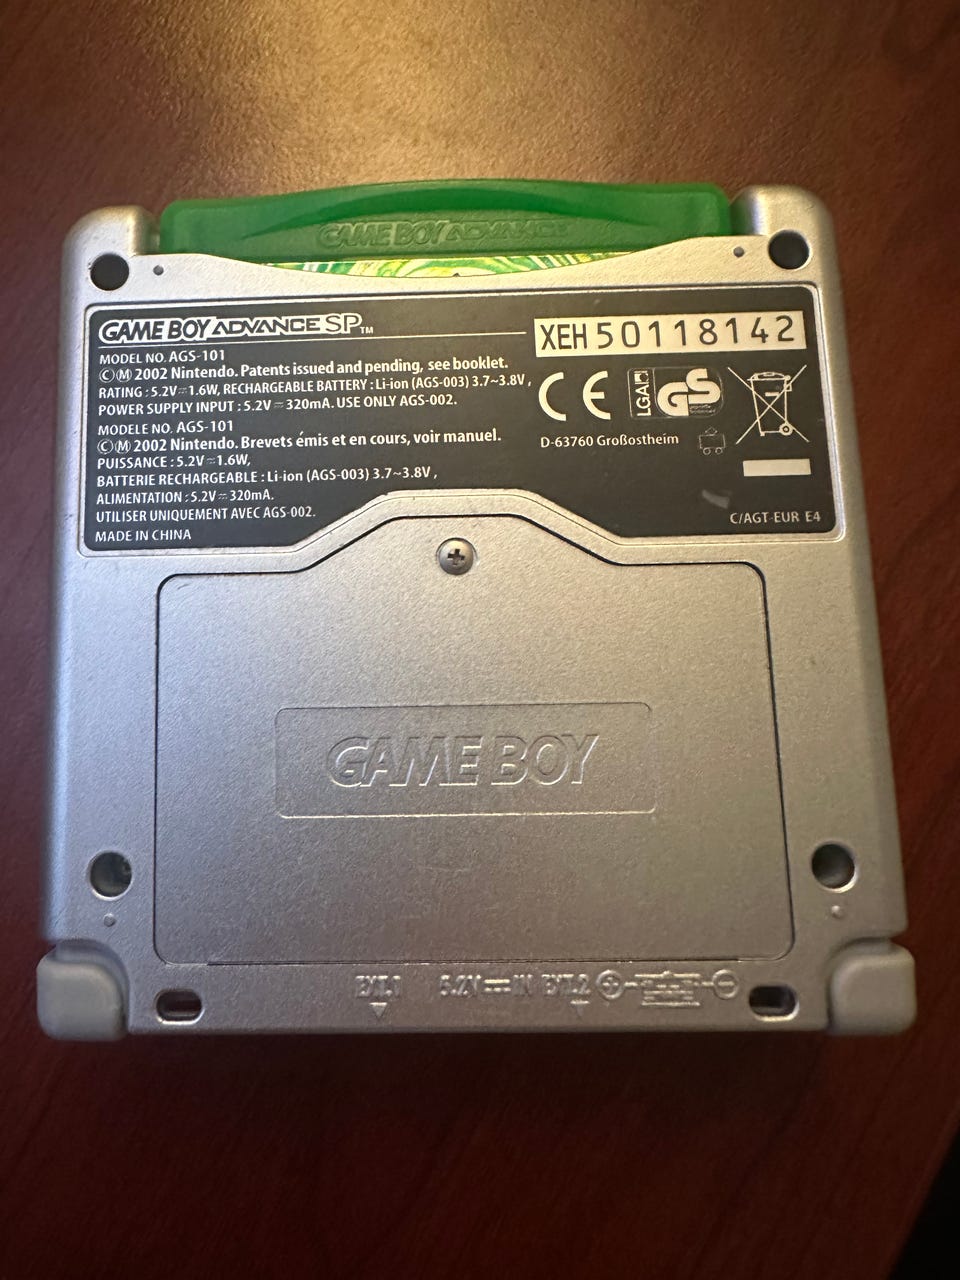 GAME BOY ADVANCE
GAME BOY ADVANCE SP™
MODEL NO. AGS-101
ⒸⓂ 2002 Nintendo. Patents issued and pending, see booklet.
RATING : 5.2V⎓1.6W, RECHARGEABLE BATTERY : Li-ion (AGS-003) 3.7~3.8V ,
POWER SUPPLY INPUT : 5.2V⎓320mA. USE ONLY AGS-002.
MODELE NO. AGS-101
ⒸⓂ 2002 Nintendo. Brevets émis et en cours, voir manuel.
PUISSANCE : 5.2V⎓1.6W,
BATTERIE RECHARGEABLE : Li-ion (AGS-003) 3.7~3.8V ,
ALIMENTATION : 5.2V⎓320mA.
UTILISER UNIQUEMENT AVEC AGS-002.
MADE IN CHINA
XEH 50118142
CE LGAI GS
D-63760 Großostheim
C/AGT-EUR E4
GAME BOY
EXT.1 5.2V⎓IN EXT.2